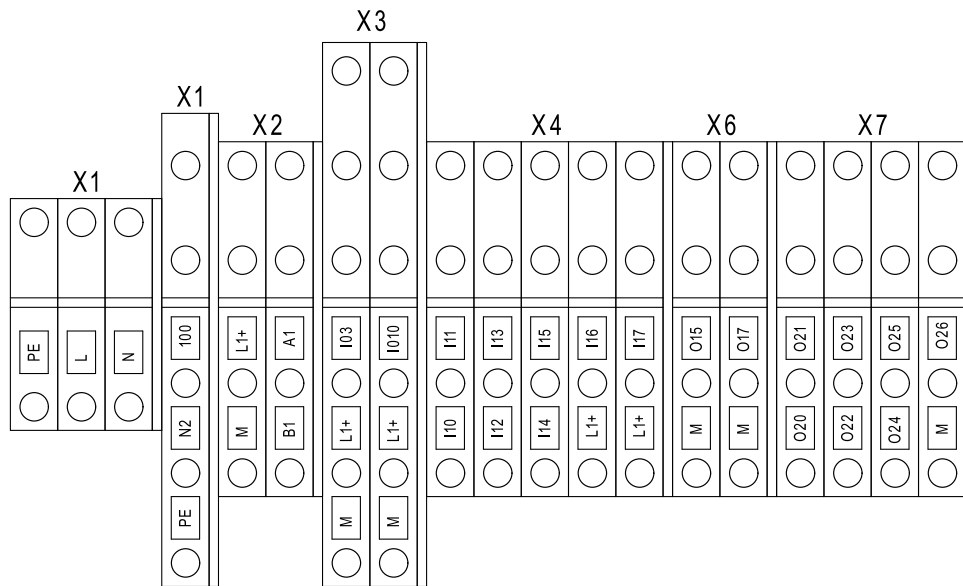 X3
X1
X2 X4 X6 X7
X1
100 L1+ A1 I03 I010 I11 I13 I15 I16 I17 O15 O17 O21 O23 O25 O26
PE L N
N2 M B1 L1+ L1+ I10 I12 I14 L1+ L1+ M M O20 O22 O24 M
PE M M